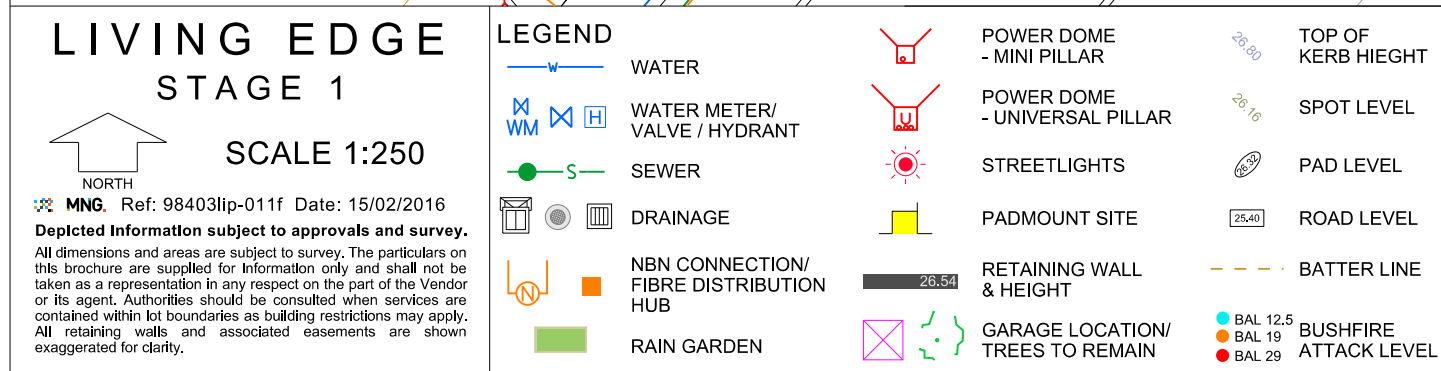 LIVING EDGE
STAGE 1
SCALE 1:250
NORTH
MNG. Ref: 98403lip-011f Date: 15/02/2016
Depicted Information subject to approvals and survey.
All dimensions and areas are subject to survey. The particulars on
this brochure are supplied for information only and shall not be
taken as a representation in any respect on the part of the Vendor
or its agent. Authorities should be consulted when services are
contained within lot boundaries as building restrictions may apply.
All retaining walls and associated easements are shown
exaggerated for clarity.
LEGEND
W
WATER
WM
H
WATER METER/
VALVE / HYDRANT
S
SEWER
DRAINAGE
N
NBN CONNECTION/
FIBRE DISTRIBUTION
HUB
RAIN GARDEN
POWER DOME
- MINI PILLAR
U
POWER DOME
- UNIVERSAL PILLAR
STREETLIGHTS
PADMOUNT SITE
26.54
RETAINING WALL
& HEIGHT
GARAGE LOCATION/
TREES TO REMAIN
26.80
TOP OF
KERB HIEGHT
26.16
SPOT LEVEL
26.32
PAD LEVEL
25.40
ROAD LEVEL
BATTER LINE
BAL 12.5
BAL 19
BAL 29
BUSHFIRE
ATTACK LEVEL